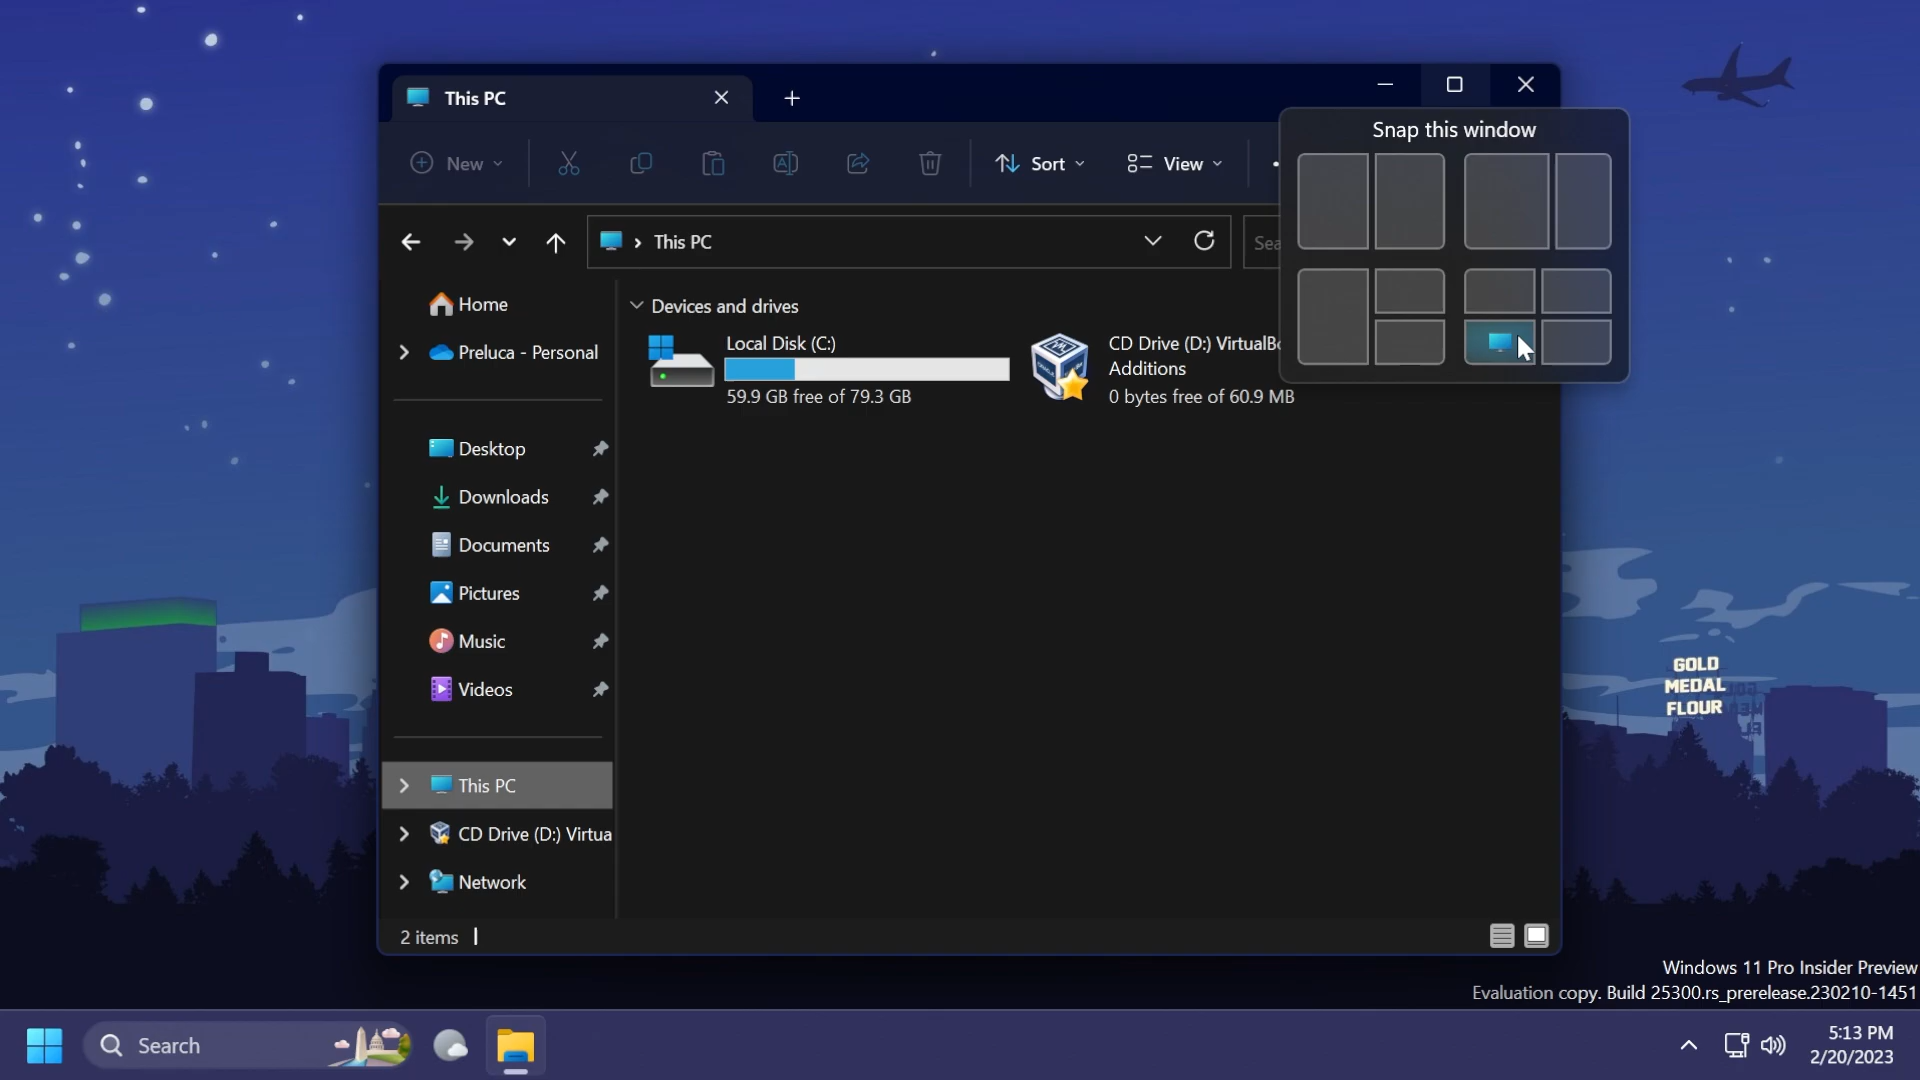 This PC
Snap this window
New
Sort
View
This PC
Sea
Home
Preluca - Personal
Desktop
Downloads
Documents
Pictures
Music
Videos
This PC
CD Drive (D:) Virtua
Network
Devices and drives
Local Disk (C:)
59.9 GB free of 79.3 GB
CD Drive (D:) VirtualBo
Additions
0 bytes free of 60.9 MB
2 items
GOLD
MEDAL
FLOUR
Windows 11 Pro Insider Preview
Evaluation copy. Build 25300.rs_prerelease.230210-1451
Search
5:13 PM
2/20/2023